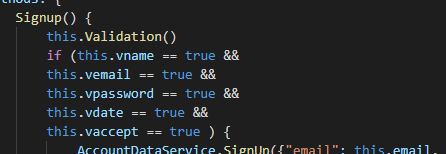 thods: {
Signup() {
this.Validation()
if (this.vname == true &&
this.vemail == true &&
this.vpassword == true &&
this.vdate == true &&
this.vaccept == true ) {
AccountDataService.SignUp({"email": this.email.